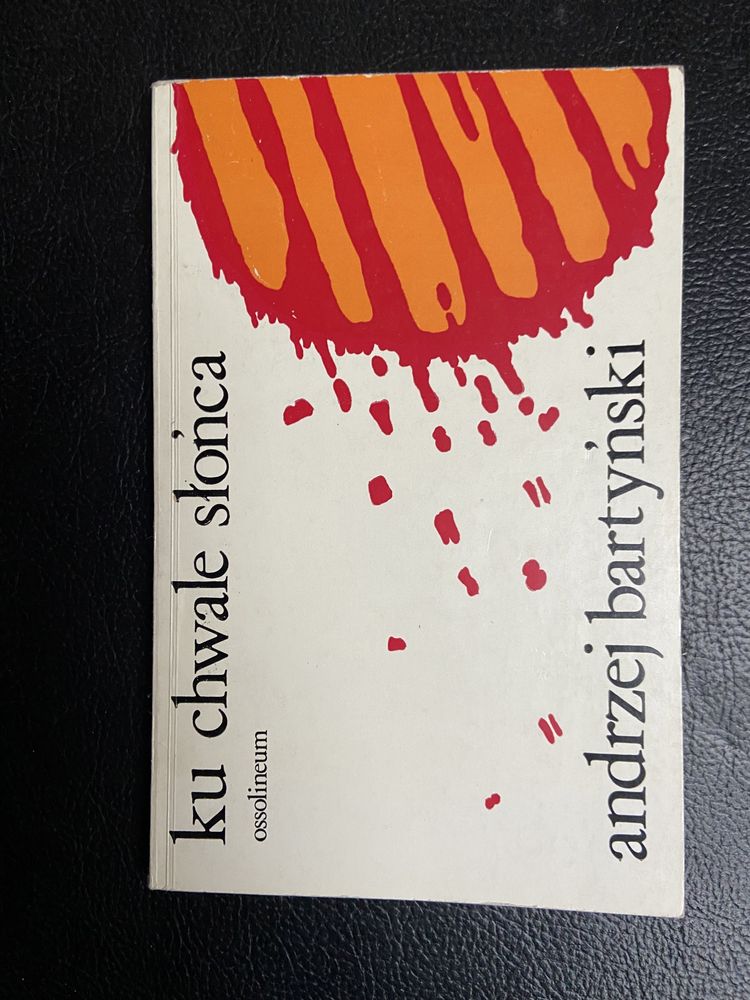 ku chwale słońca
ossolineum
andrzej bartyński